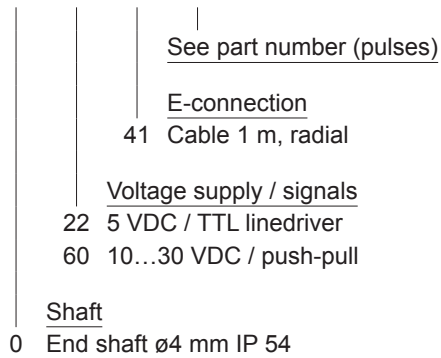 See part number (pulses)
E-connection
41 Cable 1 m, radial
Voltage supply / signals
22 5 VDC / TTL linedriver
60 10…30 VDC / push-pull
Shaft
0 End shaft ø4 mm IP 54